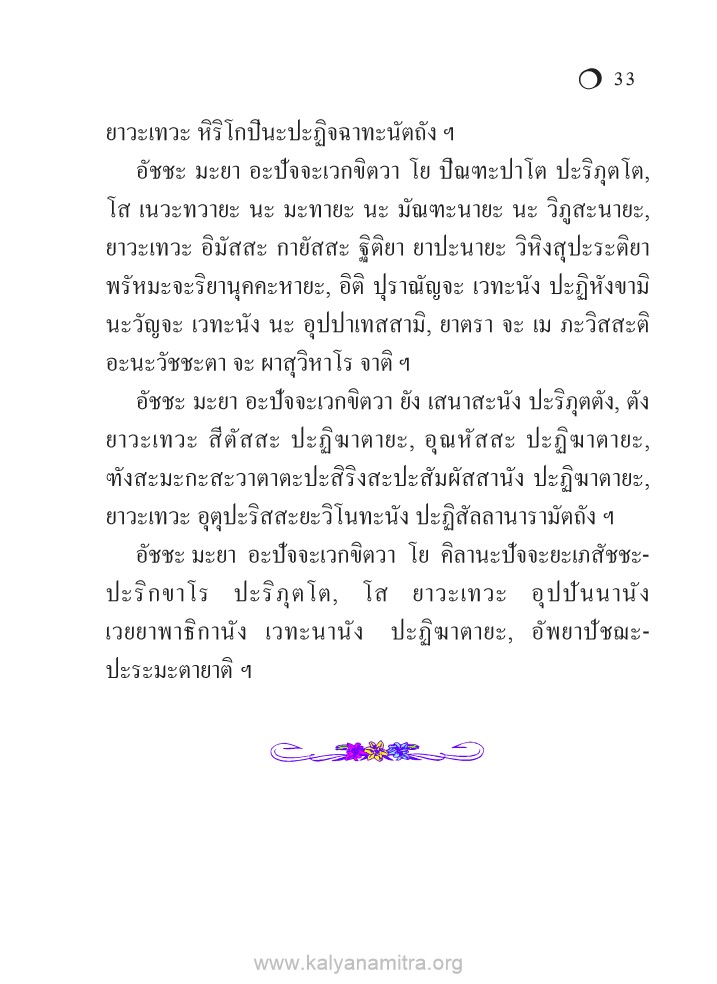 33
ยาวะเทวะ หิริโกปีนะปะฏิจฉาทะนัตถัง ฯ
อัชชะ มะยา อะปัจจะเวกขิตวา โย ปิณฑะปาโต ปะริภุตโต,
โส เนวะทวายะ นะ มะทายะ นะ มัณฑะนายะ นะ วิภูสะนายะ,
ยาวะเทวะ อิมัสสะ กายัสสะ ฐิติยา ยาปะนายะ วิหิงสุปะระติยา
พรัหมะจะริยานุคคะหายะ, อิติ ปุราณัญจะ เวทะนัง ปะฏิหังขามิ
นะวัญจะ เวทะนัง นะ อุปปาเทสสามิ, ยาตรา จะ เม ภะวิสสะติ
อะนะวัชชะตา จะ ผาสุวิหาโร จาติ ฯ
อัชชะ มะยา อะปัจจะเวกขิตวา ยัง เสนาสะนัง ปะริภุตตัง, ตัง
ยาวะเทวะ สีตัสสะ ปะฏิฆาตายะ, อุณหัสสะ ปะฏิฆาตายะ,
ฑังสะมะกะสะวาตาตะปะสิริงสะปะสัมผัสสานัง ปะฏิฆาตายะ,
ยาวะเทวะ อุตุปะริสสะยะวิโนทะนัง ปะฏิสัลลานารามัตถัง ฯ
อัชชะ มะยา อะปัจจะเวกขิตวา โย คิลานะปัจจะยะเภสัชชะ-
ปะริกขาโร ปะริภุตโต, โส ยาวะเทวะ อุปปันนานัง
เวยยาพาธิกานัง เวทะนานัง ปะฏิฆาตายะ, อัพยาปัชฌะ-
ปะระมะตายาติ ฯ
www.kalyanamitra.org